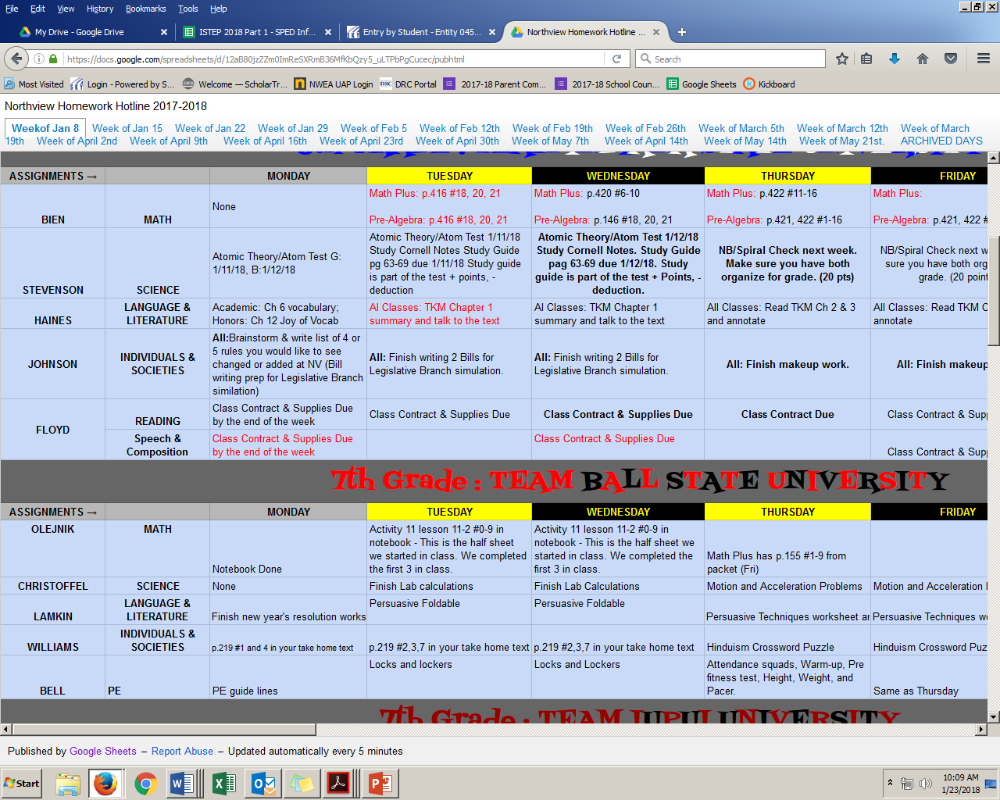 File Edit View History Bookmarks Tools Help
My Drive - Google Drive ISTEP 2018 Part 1 - SPED Inf... Entry by Student - Entity 045... Northview Homework Hotline ...
https://docs.google.com/spreadsheets/d/12aB80jzZZm0ImReSXRmB36MfKbQzy5_uLTPbPgCucec/pubhtml Search
Most Visited Login - Powered by S... Welcome — ScholarTr... NWEA UAP Login DRC Portal 2017-18 Parent Com... 2017-18 School Coun... Google Sheets Kickboard
Northview Homework Hotline 2017-2018
Weekof Jan 8 Week of Jan 15 Week of Jan 22 Week of Jan 29 Week of Feb 5 Week of Feb 12th Week of Feb 19th Week of Feb 26th Week of March 5th Week of March 12th Week of March
19th Week of April 2nd Week of April 9th Week of April 16th Week of April 23rd Week of April 30th Week of May 7th Week of April 14th Week of May 14th Week of May 21st. ARCHIVED DAYS
ASSIGNMENTS → MONDAY TUESDAY WEDNESDAY THURSDAY FRIDAY
BIEN MATH
None
Math Plus: p.416 #18, 20, 21
Pre-Algebra: p.416 #18, 20, 21
Math Plus: p.420 #6-10
Pre-Algebra: p.146 #18, 20, 21
Math Plus: p.422 #11-16
Pre-Algebra: p.421, 422 #1-16
Math Plus:
Pre-Algebra: p.421, 422 #
STEVENSON SCIENCE
Atomic Theory/Atom Test G:
1/11/18, B:1/12/18
Atomic Theory/Atom Test 1/11/18
Study Cornell Notes Study Guide
pg 63-69 due 1/11/18 Study guide
is part of the test + points, -
deduction
Atomic Theory/Atom Test 1/12/18
Study Cornell Notes. Study Guide
pag 63-69 due 1/12/18. Study
guide is part of the test + Points, -
deduction.
NB/Spiral Check next week.
Make sure you have both
organize for grade. (20 pts)
NB/Spiral Check next w
sure you have both org
grade. (20 point
HAINES
LANGUAGE &
LITERATURE
Academic: Ch 6 vocabulary;
Honors: Ch 12 Joy of Vocab
Al Classes: TKM Chapter 1
summary and talk to the text
Al Classes: TKM Chapter 1
summary and talk to the text
All Classes: Read TKM Ch 2 & 3
and annotate
All Classes: Read TKM C
annotate
JOHNSON
INDIVIDUALS &
SOCIETIES
All:Brainstorm & write list of 4 or
5 rules you would like to see
changed or added at NV (Bill
writing prep for Legislative Branch
similation)
All: Finish writing 2 Bills for
Legislative Branch simulation.
All: Finish writing 2 Bills for
Legislative Branch simulation.
All: Finish makeup work.
All: Finish makeup
FLOYD
READING
Class Contract & Supplies Due
by the end of the week
Class Contract & Supplies Due
Class Contract & Supplies Due
Class Contract Due
Class Contract & Supp
Speech &
Composition
Class Contract & Supplies Due
by the end of the week
Class Contract & Supplies Due
Class Contract & Supp
7th Grade : TEAM BALL STATE UNIVERSITY
ASSIGNMENTS → MONDAY TUESDAY WEDNESDAY THURSDAY FRIDAY
OLEJNIK MATH
Notebook Done
Activity 11 lesson 11-2 #0-9 in
notebook - This is the half sheet
we started in class. We completed
the first 3 in class.
Activity 11 lesson 11-2 #0-9 in
notebook - This is the half sheet we
started in class. We completed the
first 3 in class.
Math Plus has p.155 #1-9 from
packet (Fri)
CHRISTOFFEL SCIENCE None Finish Lab calculations Finish Lab Calculations Motion and Acceleration Problems Motion and Acceleration
LAMKIN
LANGUAGE &
LITERATURE
Finish new year's resolution works
Persuasive Foldable
Persuasive Foldable
Persuasive Techniques worksheet ar
Persuasive Techniques wo
WILLIAMS
INDIVIDUALS &
SOCIETIES
p.219 #1 and 4 in your take home text
p.219 #2,3,7 in your take home text
p.219 #2,3,7 in your take home text
Hinduism Crossword Puzzle
Hinduism Crossword Puz
BELL PE
PE guide lines
Locks and lockers
Locks and Lockers
Attendance squads, Warm-up, Pre
fitness test, Height, Weight, and
Pacer.
Same as Thursday
7th Grade : TEAM IUPUI UNIVERSITY
Published by Google Sheets – Report Abuse – Updated automatically every 5 minutes
Start 10:09 AM
1/23/2018